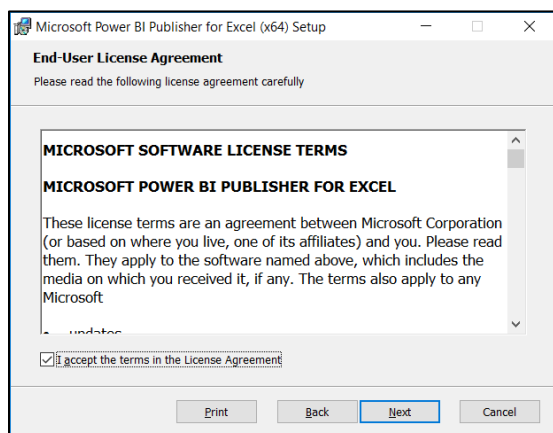 Microsoft Power BI Publisher for Excel (x64) Setup
End-User License Agreement
Please read the following license agreement carefully
MICROSOFT SOFTWARE LICENSE TERMS
MICROSOFT POWER BI PUBLISHER FOR EXCEL
These license terms are an agreement between Microsoft Corporation
(or based on where you live, one of its affiliates) and you. Please read
them. They apply to the software named above, which includes the
media on which you received it, if any. The terms also apply to any
Microsoft
• updates
I accept the terms in the License Agreement
Print Back Next Cancel